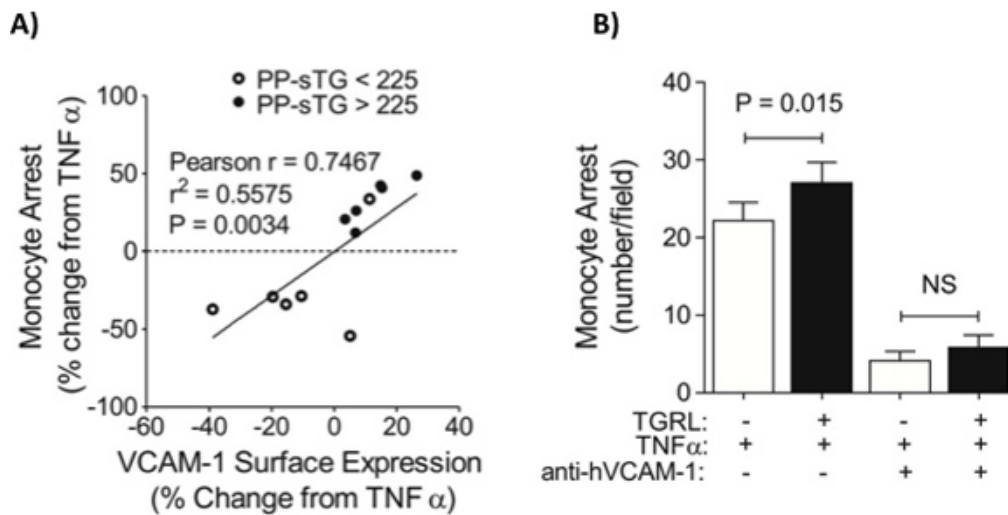 A)
PP-sTG < 225
PP-sTG > 225
Monocyte Arrest
(% change from TNF α)
100
50
0
-50
-100
Pearson r = 0.7467
r² = 0.5575
P = 0.0034
-60 -40 -20 0 20 40
VCAM-1 Surface Expression
(% Change from TNF α)
B)
Monocyte Arrest
(number/field)
40
30
20
10
0
P = 0.015
NS
TGRL: - + - +
TNFα: + + + +
anti-hVCAM-1: - - + +